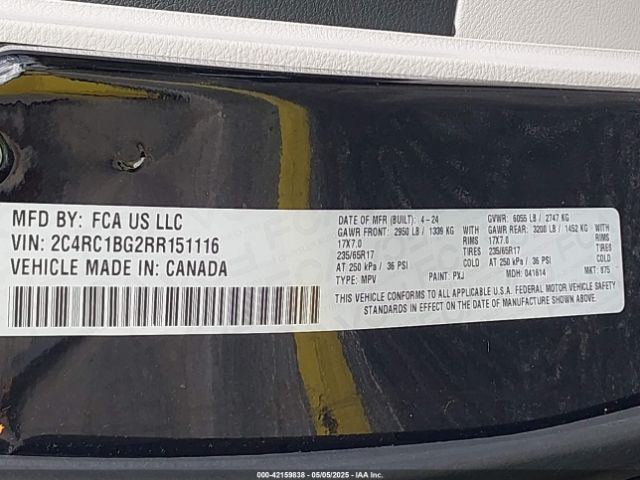 MFD BY: FCA US LLC
VIN: 2C4RC1BG2RR151116
VEHICLE MADE IN: CANADA
DATE OF MFR (BUILT): 4-24
GVWR: 6055 LB / 2747 KG
GAWR FRONT: 2950 LB / 1339 KG
GAWR REAR: 3200 LB / 1452 KG
17X7.0
TIRES
17X7.0
TIRES
235/65R17
COLD
235/65R17
COLD
AT 250 kPa / 36 PSI
AT 250 kPa / 36 PSI
TYPE: MPV
PAINT: PXJ
MDH: 041614
MKT: 975
THIS VEHICLE CONFORMS TO ALL APPLICABLE U.S.A. FEDERAL MOTOR VEHICLE SAFETY
STANDARDS IN EFFECT ON THE DATE OF MANUFACTURE SHOWN ABOVE.
000-42159838 - 05/05/2025 - IAA Inc.